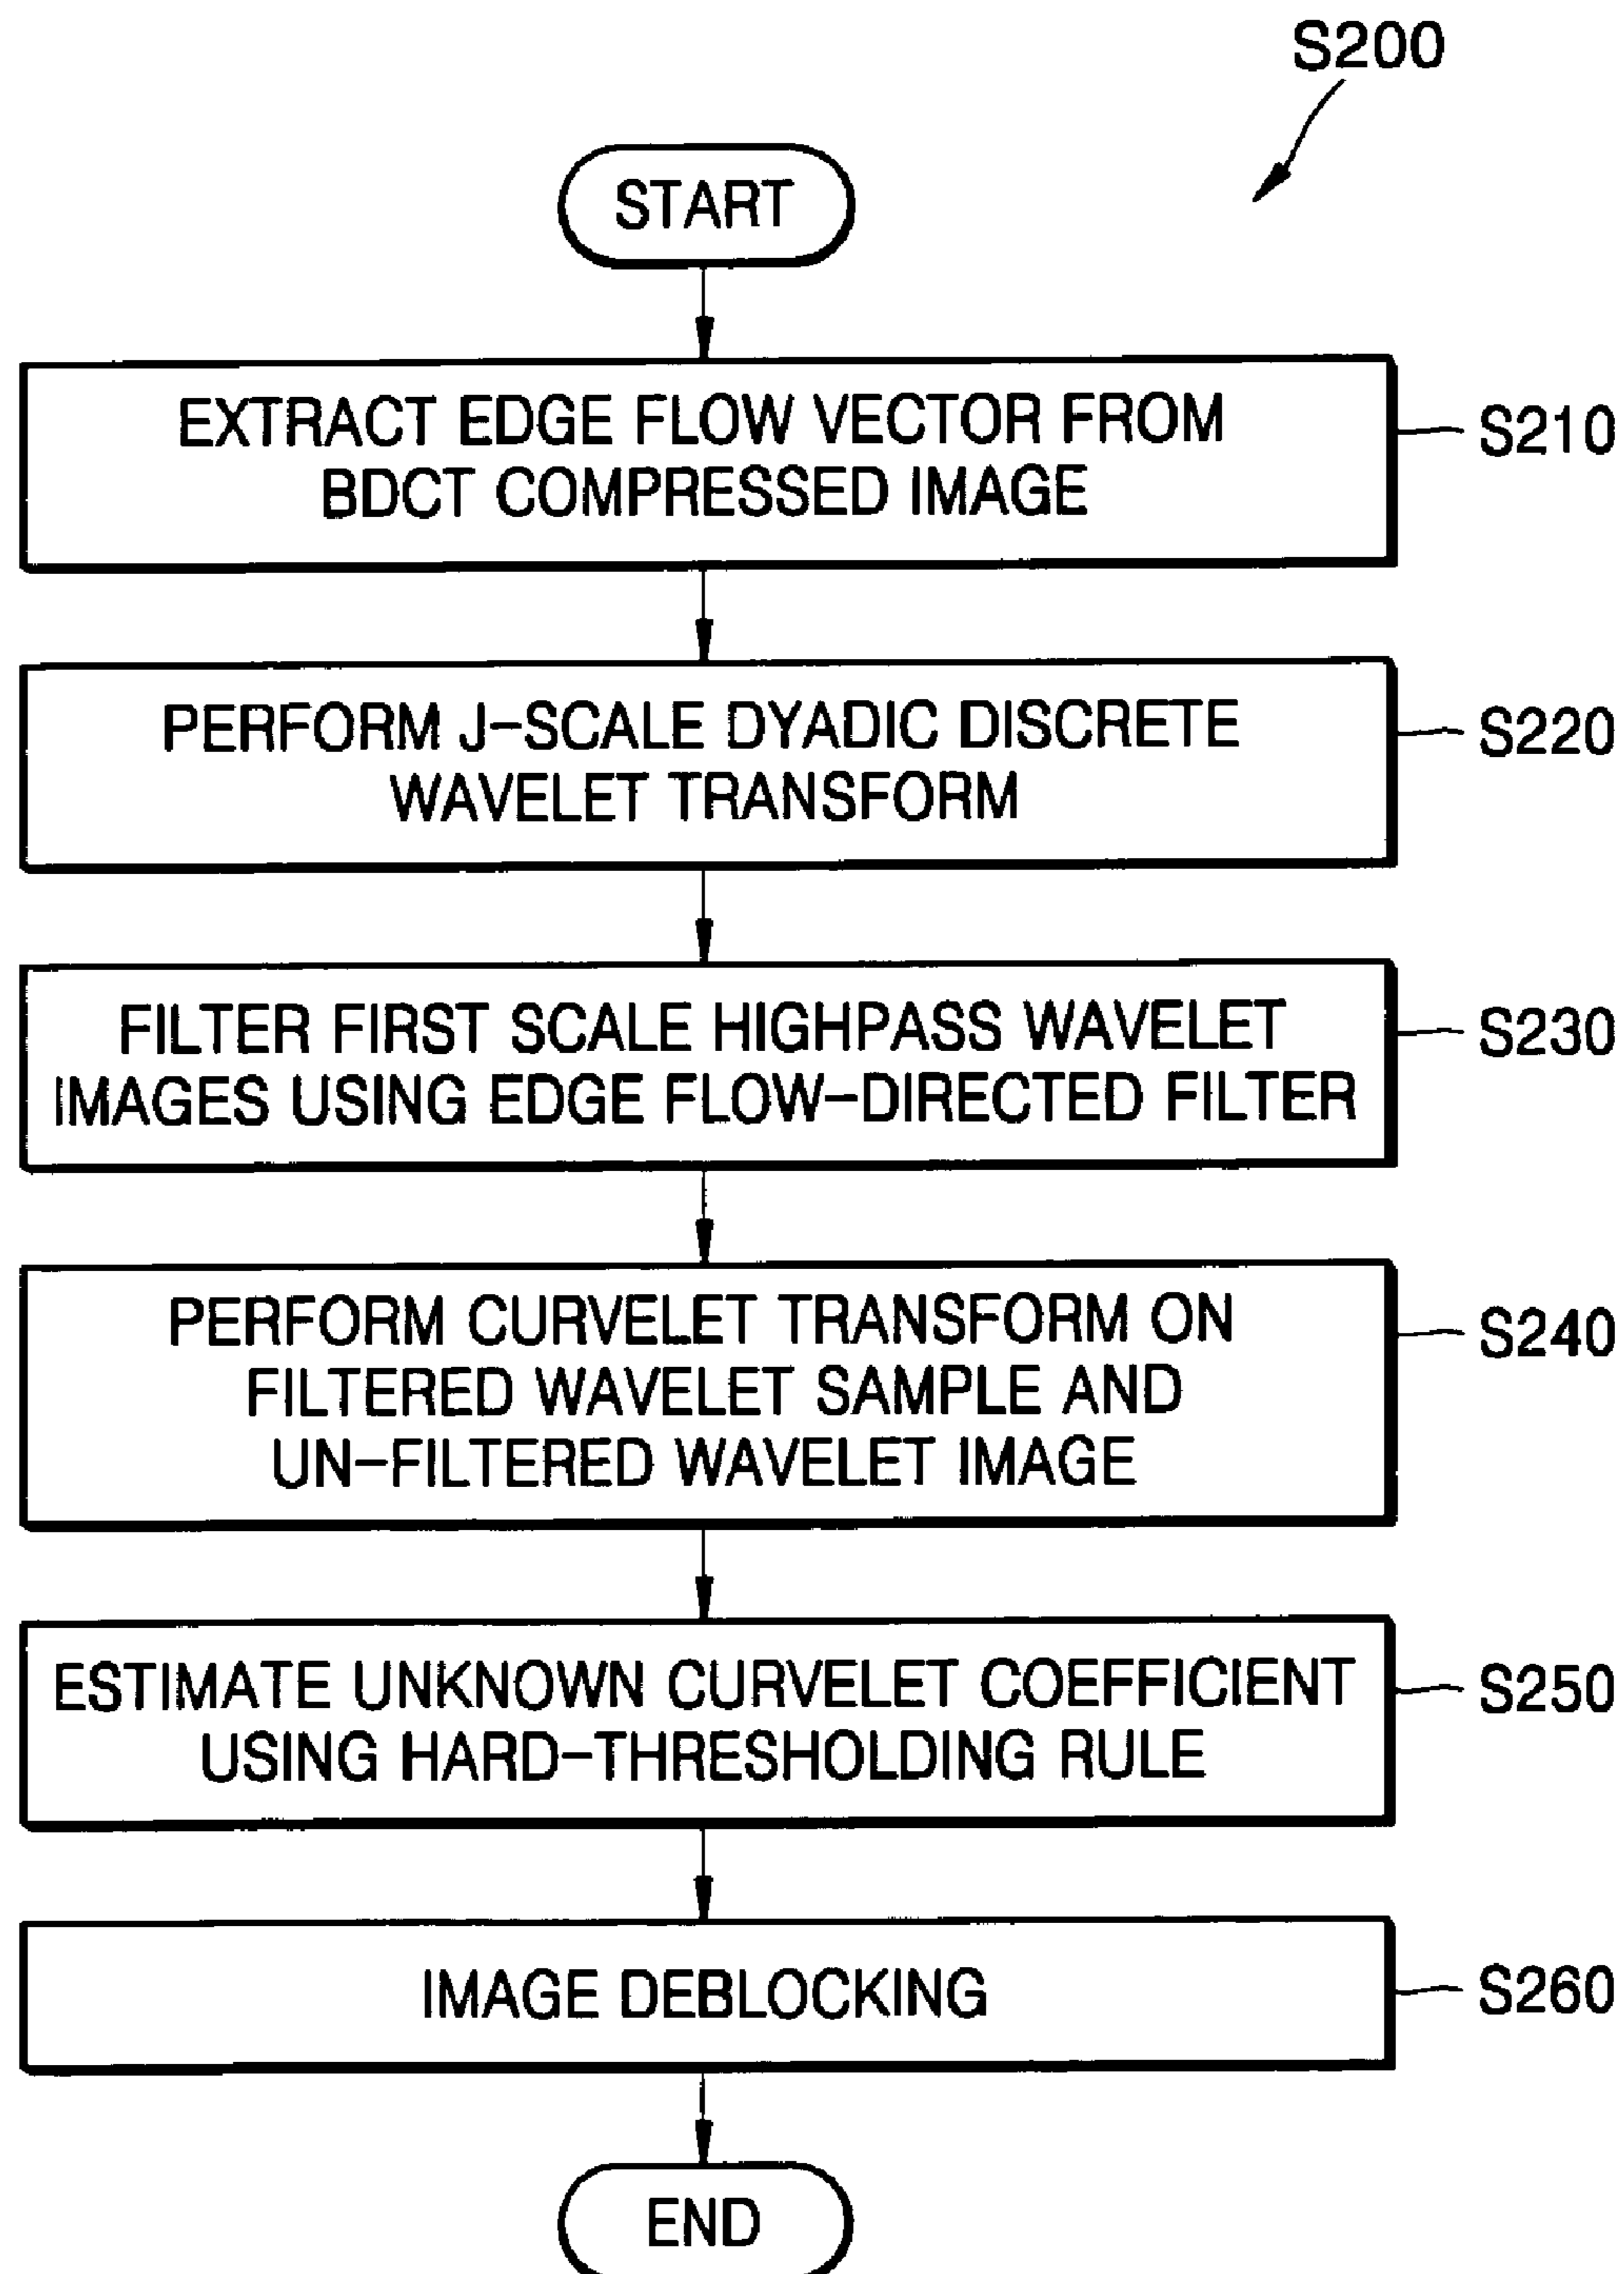 S200
START
EXTRACT EDGE FLOW VECTOR FROM
BDCT COMPRESSED IMAGE
S210
PERFORM J-SCALE DYADIC DISCRETE
WAVELET TRANSFORM
S220
FILTER FIRST SCALE HIGHPASS WAVELET
IMAGES USING EDGE FLOW-DIRECTED FILTER
S230
PERFORM CURVELET TRANSFORM ON
FILTERED WAVELET SAMPLE AND
UN-FILTERED WAVELET IMAGE
S240
ESTIMATE UNKNOWN CURVELET COEFFICIENT
USING HARD-THRESHOLDING RULE
S250
IMAGE DEBLOCKING
S260
END